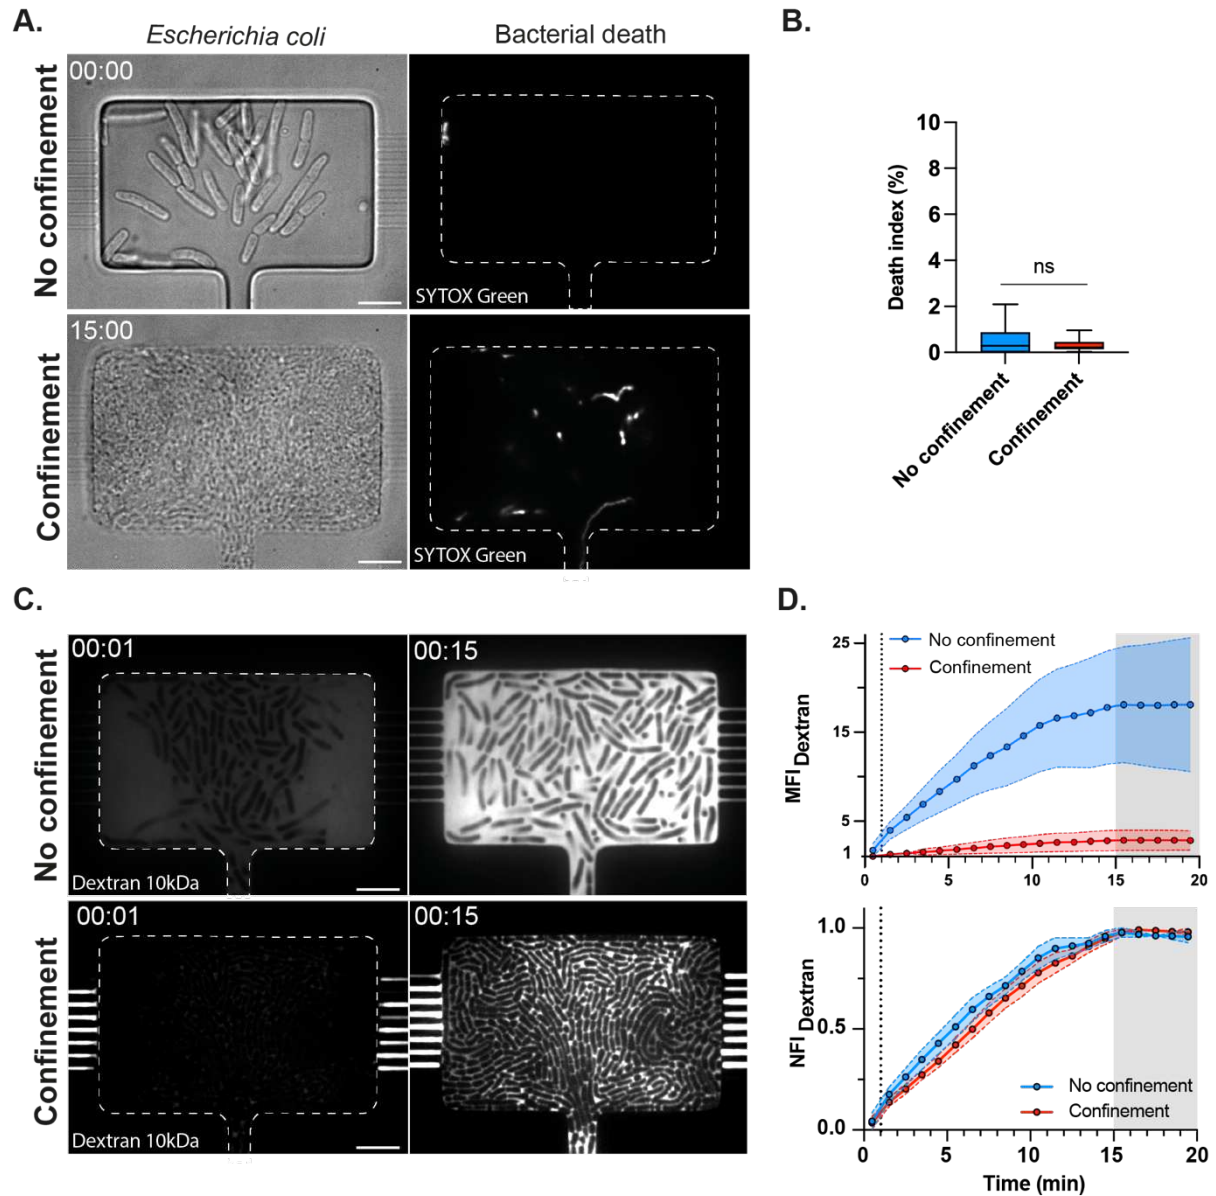 A.
Escherichia coli
Bacterial death
No confinement
00:00
SYTOX Green
Confinement
15:00
SYTOX Green
B.
Death index (%)
10
8
6
4
2
0
ns
No confinement
Confinement
C.
No confinement
00:01
Dextran 10kDa
00:15
Confinement
00:01
Dextran 10kDa
00:15
D.
MFI Dextran
25
15
5
1
No confinement
Confinement
0 5 10 15 20
NFI Dextran
1.0
0.5
0.0
No confinement
Confinement
0 5 10 15 20
Time (min)